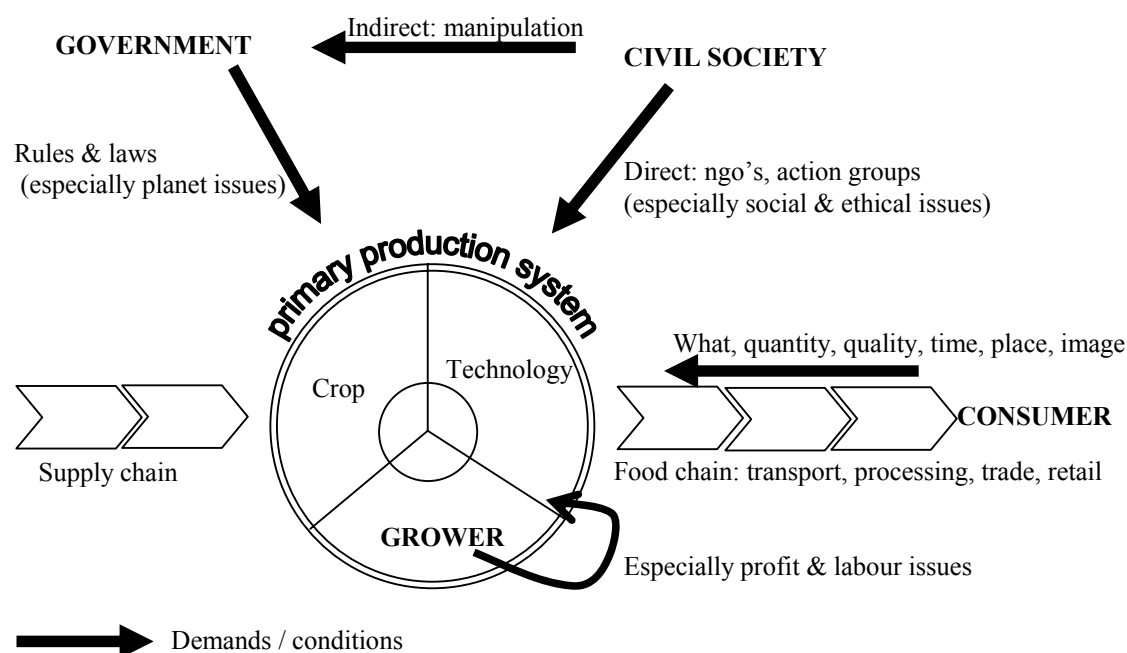 Indirect: manipulation
GOVERNMENT
CIVIL SOCIETY
Rules & laws
(especially planet issues)
Direct: ngo’s, action groups
(especially social & ethical issues)
primary production system
What, quantity, quality, time, place, image
Technology
Crop
CONSUMER
Supply chain
Food chain: transport, processing, trade, retail
GROWER
Especially profit & labour issues
Demands / conditions